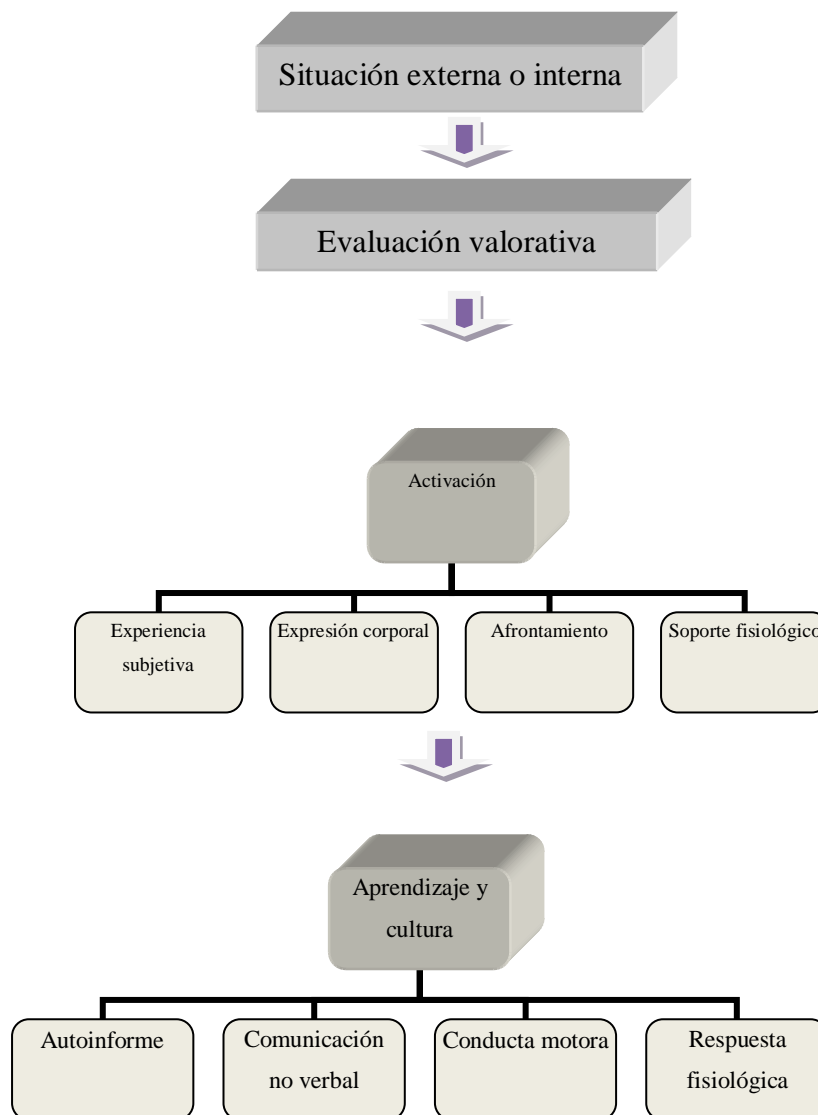 Situación externa o interna
Evaluación valorativa
Activación
Experiencia
subjetiva
Expresión corporal
Afrontamiento
Soporte fisiológico
Aprendizaje y
cultura
Autoinforme
Comunicación
no verbal
Conducta motora
Respuesta
fisiológica